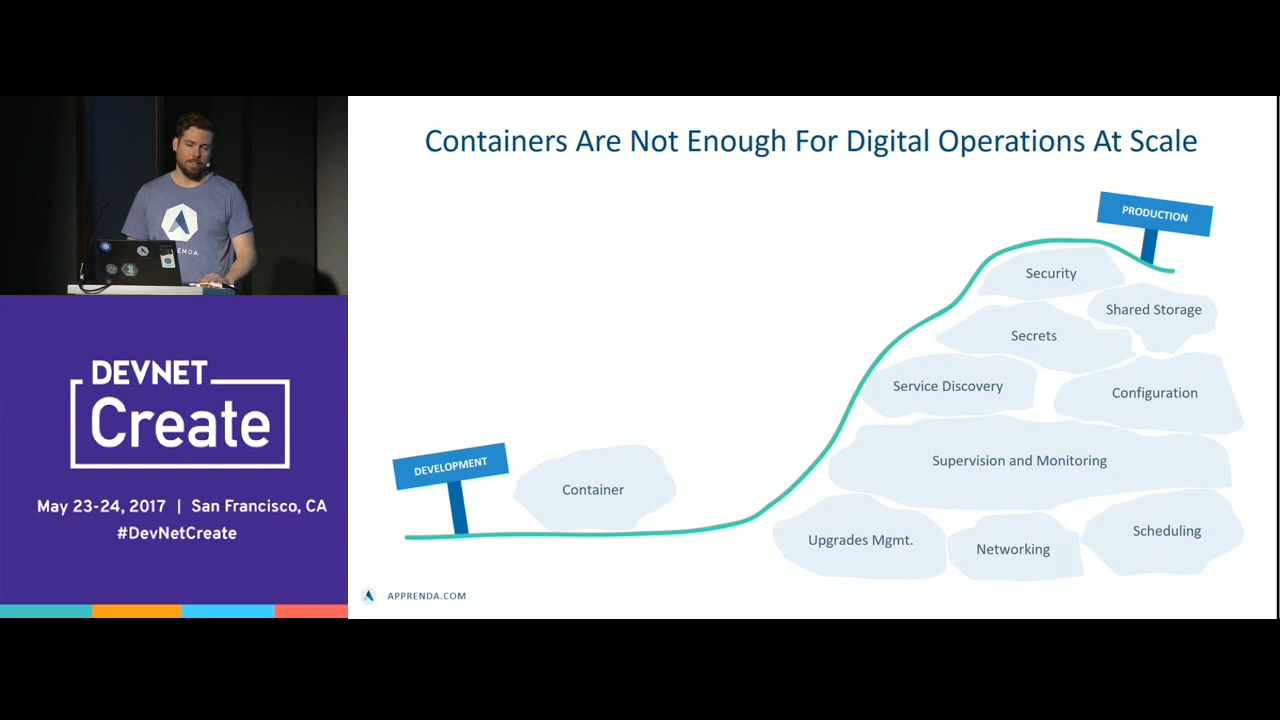 Containers Are Not Enough For Digital Operations At Scale
PRODUCTION
Security
Shared Storage
Secrets
Service Discovery
Configuration
Supervision and Monitoring
DEVELOPMENT
Container
Upgrades Mgmt.
Networking
Scheduling
APPRENDA.COM
ENDA
DEVNET
Create
May 23-24, 2017 | San Francisco, CA
#DevNetCreate